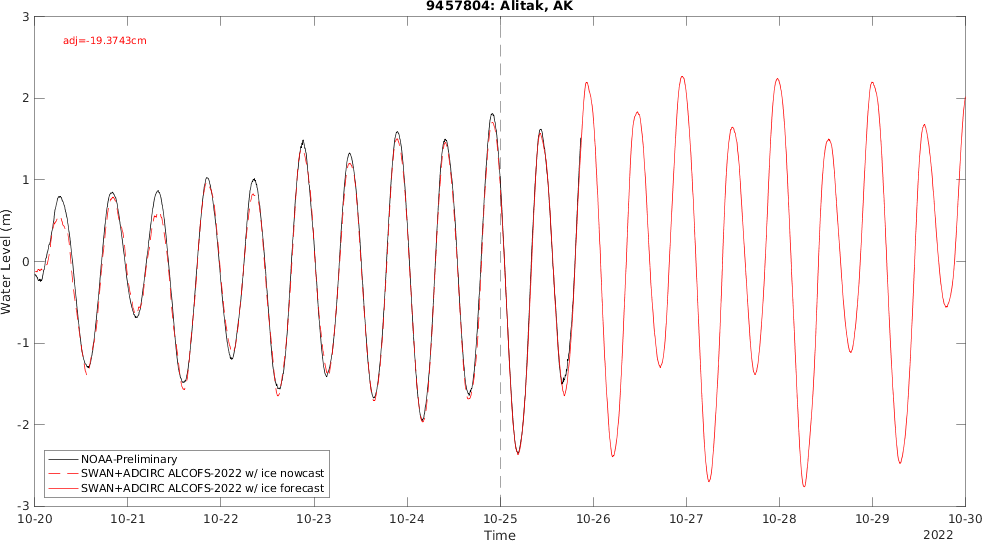 9457804: Alitak, AK
adj=-19.3743cm
3
2
1
0
-1
-2
-3
Water Level (m)
NOAA-Preliminary
SWAN+ADCIRC ALCOFS-2022 w/ ice nowcast
SWAN+ADCIRC ALCOFS-2022 w/ ice forecast
10-20 10-21 10-22 10-23 10-24 10-25 10-26 10-27 10-28 10-29 10-30
Time
2022